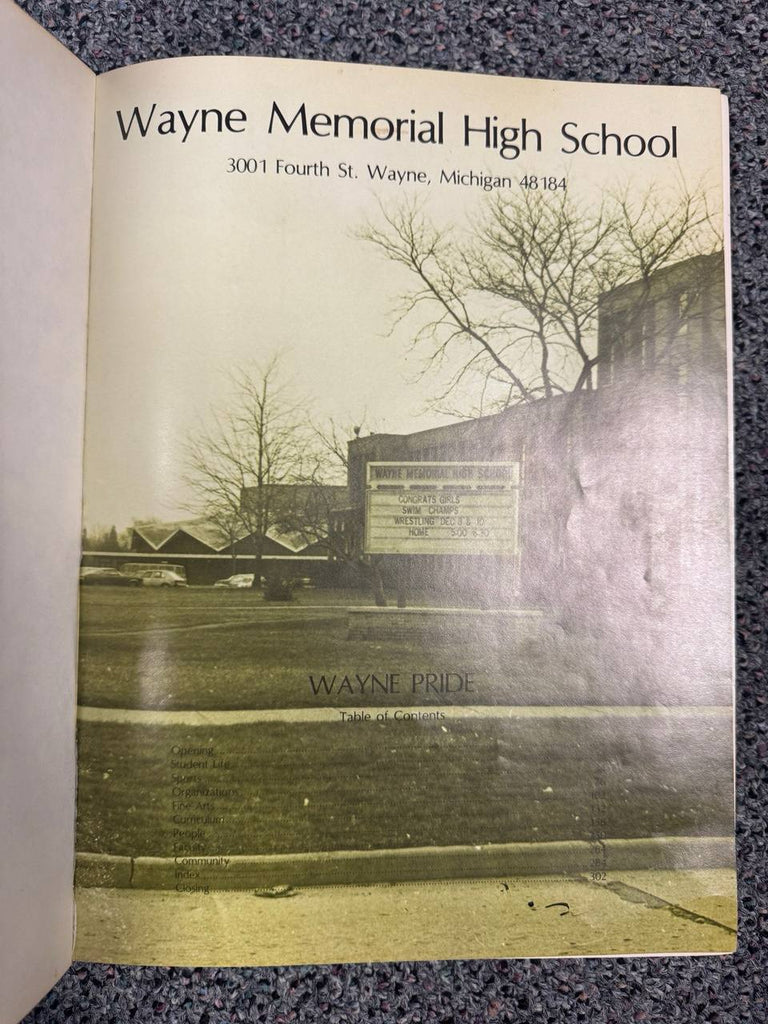 Wayne Memorial High School
3001 Fourth St. Wayne, Michigan 48184
WAYNE MEMORIAL HIGH SCHOOL
CONGRATS GIRLS
SWIM CHAMPS
WRESTLING DEC 8 & 10
HOME 5:00 6:30
WAYNE PRIDE
Table of Contents
Opening
Student Life
Sports
Organizations
Fine Arts
Curriculum
People
Faculty
Community
Index
Closing 302